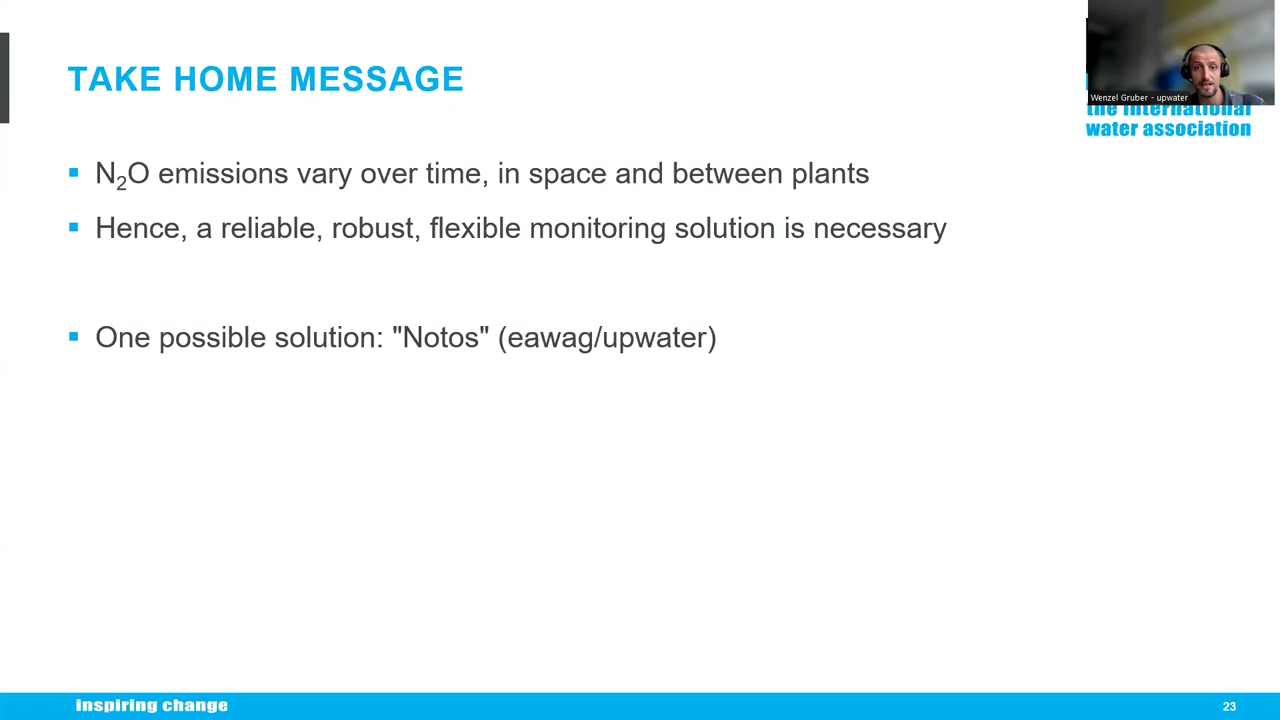 TAKE HOME MESSAGE
Wenzel Gruber - upwater
the international
water association
N₂O emissions vary over time, in space and between plants
Hence, a reliable, robust, flexible monitoring solution is necessary
One possible solution: "Notos" (eawag/upwater)
inspiring change
23